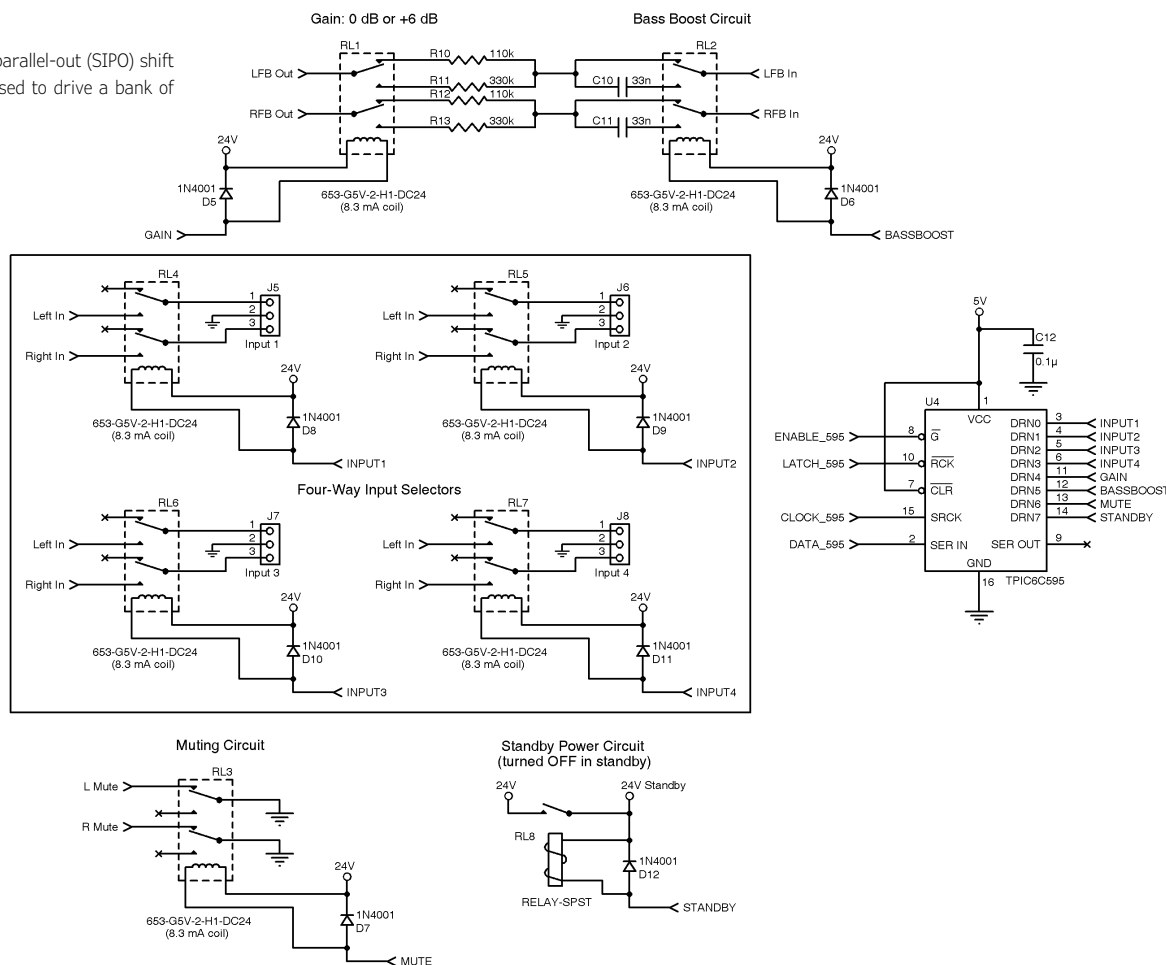 parallel-out (SIPO) shift
sed to drive a bank of
Gain: 0 dB or +6 dB
Bass Boost Circuit
RL1
R10 110k
RL2
LFB Out
LFB In
R11 330k
C10 33n
R12 110k
RFB Out
RFB In
R13 330k
C11 33n
24V
24V
1N4001
D5
653-G5V-2-H1-DC24
(8.3 mA coil)
653-G5V-2-H1-DC24
(8.3 mA coil)
1N4001
D6
GAIN
BASSBOOST
RL4
J5
1
2
3
Left In
Input 1
Right In
24V
653-G5V-2-H1-DC24
(8.3 mA coil)
1N4001
D8
INPUT1
RL5
J6
1
2
3
Left In
Input 2
Right In
24V
653-G5V-2-H1-DC24
(8.3 mA coil)
1N4001
D9
INPUT2
Four-Way Input Selectors
RL6
J7
1
2
3
Left In
Input 3
Right In
24V
653-G5V-2-H1-DC24
(8.3 mA coil)
1N4001
D10
INPUT3
RL7
J8
1
2
3
Left In
Input 4
Right In
24V
653-G5V-2-H1-DC24
(8.3 mA coil)
1N4001
D11
INPUT4
5V
C12
0.1µ
U4
1
VCC
ENABLE_595 8 G
LATCH_595 10 RCK
7 CLR
CLOCK_595 15 SRCK
DATA_595 2 SER IN
DRN0 3 INPUT1
DRN1 4 INPUT2
DRN2 5 INPUT3
DRN3 6 INPUT4
DRN4 11 GAIN
DRN5 12 BASSBOOST
DRN6 13 MUTE
DRN7 14 STANDBY
SER OUT 9
GND
16
TPIC6C595
Muting Circuit
RL3
L Mute
R Mute
24V
653-G5V-2-H1-DC24
(8.3 mA coil)
1N4001
D7
MUTE
Standby Power Circuit
(turned OFF in standby)
24V
24V Standby
RL8
1N4001
D12
RELAY-SPST
STANDBY